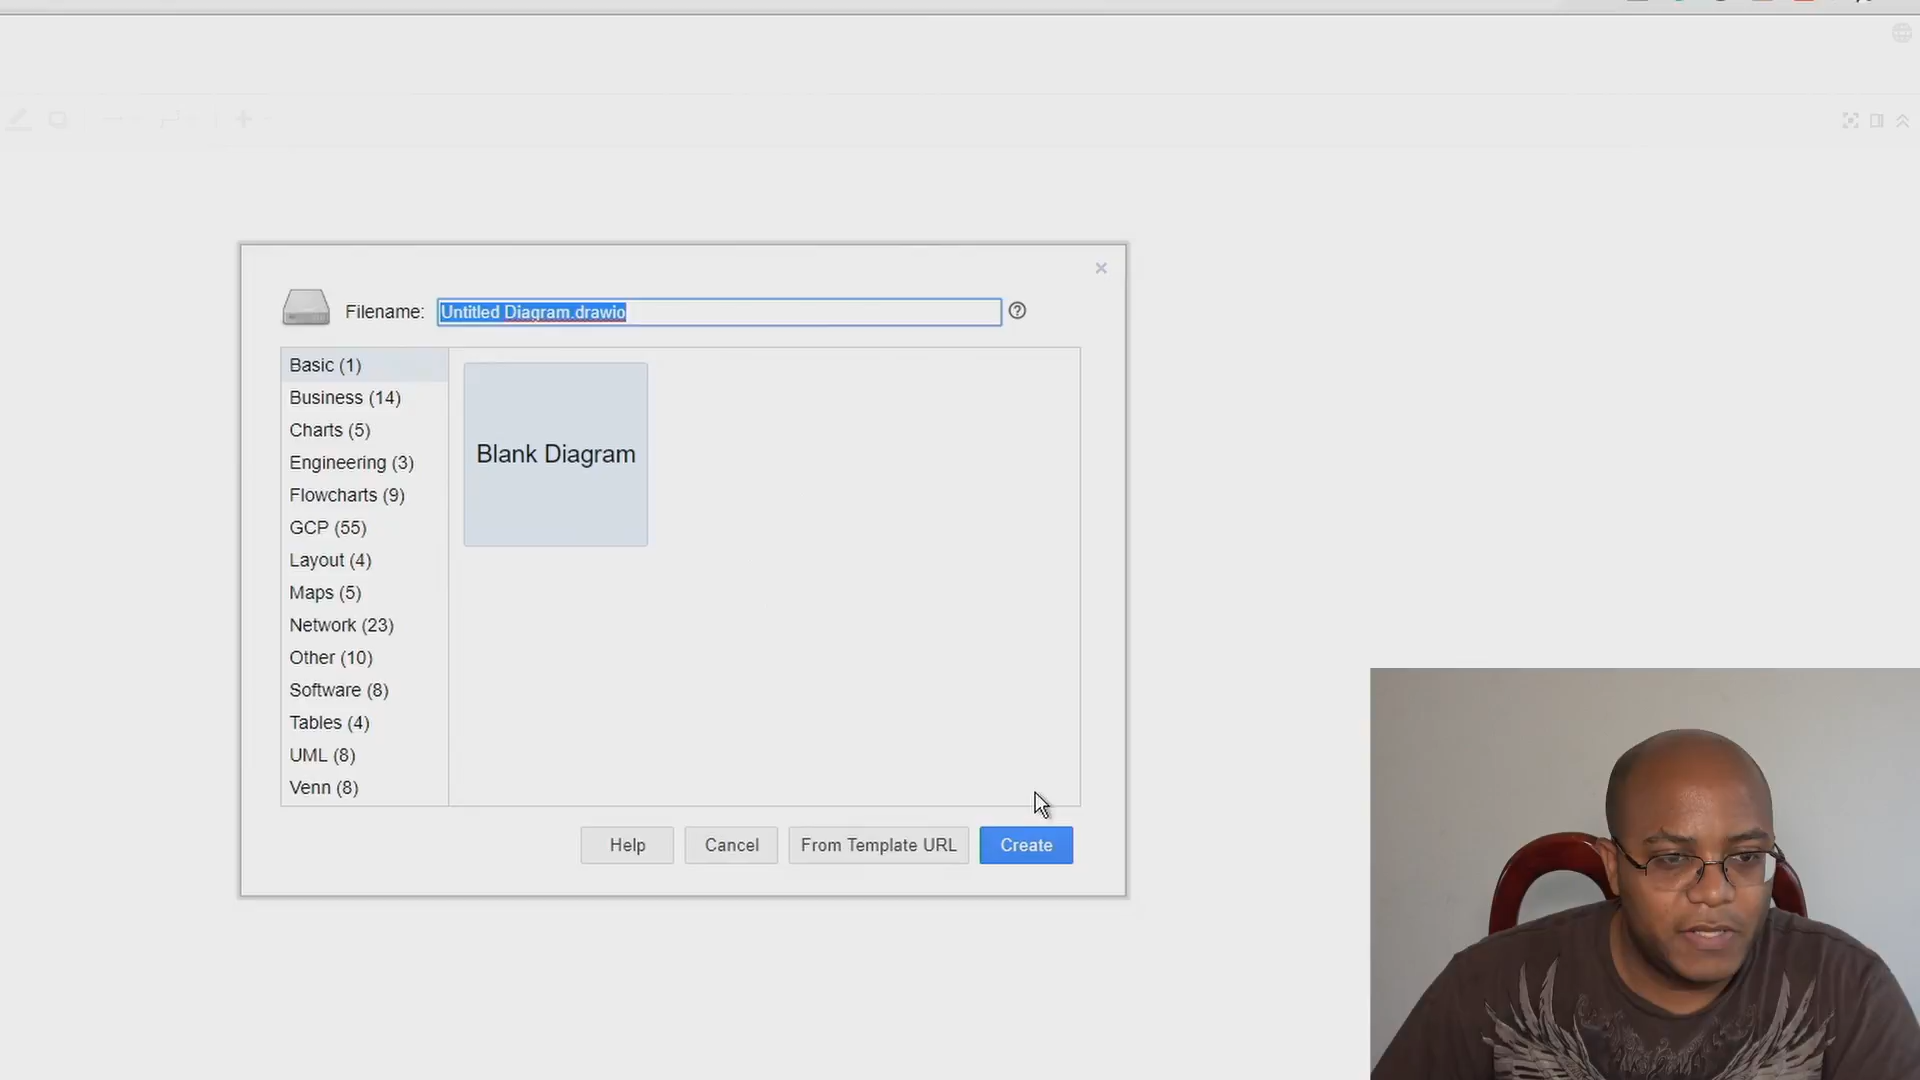 Filename: Untitled Diagram.drawio
Basic (1)
Business (14)
Charts (5)
Engineering (3)
Flowcharts (9)
GCP (55)
Layout (4)
Maps (5)
Network (23)
Other (10)
Software (8)
Tables (4)
UML (8)
Venn (8)
Blank Diagram
Help Cancel From Template URL Create